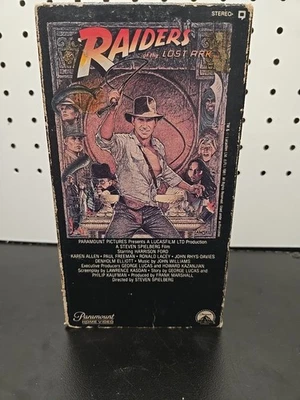 STEREO
RAIDERS
of the LOST ARK
PARAMOUNT PICTURES Presents A LUCASFILM LTD Production
A STEVEN SPIELBERG Film
Starring HARRISON FORD
KAREN ALLEN • PAUL FREEMAN • RONALD LACEY • JOHN RHYS-DAVIES
DENHOLM ELLIOTT • Music by JOHN WILLIAMS
Executive Producers GEORGE LUCAS and HOWARD KAZANJIAN
Screenplay by LAWRENCE KASDAN • Story by GEORGE LUCAS and
PHILIP KAUFMAN • Produced by FRANK MARSHALL
Directed by STEVEN SPIELBERG
Paramount
HOME VIDEO